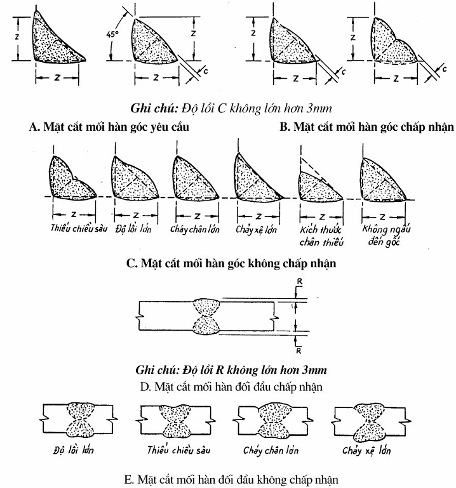 Z
Z
45°
Z
Z
C
Z
Z
C
Z
Z
C
Ghi chú: Độ lồi C không lớn hơn 3mm
A. Mặt cắt mối hàn góc yêu cầu
B. Mặt cắt mối hàn góc chấp nhận
Z
Z
Z
Z
Z
Z
Thiếu chiều sâu
Độ lồi lớn
Cháy chân lớn
Chảy xệ lớn
Kích thước chân thiếu
Không ngấu đến gốc
C. Mặt cắt mối hàn góc không chấp nhận
R
R
Ghi chú: Độ lồi R không lớn hơn 3mm
D. Mặt cắt mối hàn đối đầu chấp nhận
Độ lồi lớn
Thiếu chiều sâu
Cháy chân lớn
Chảy xệ lớn
E. Mặt cắt mối hàn đối đầu không chấp nhận